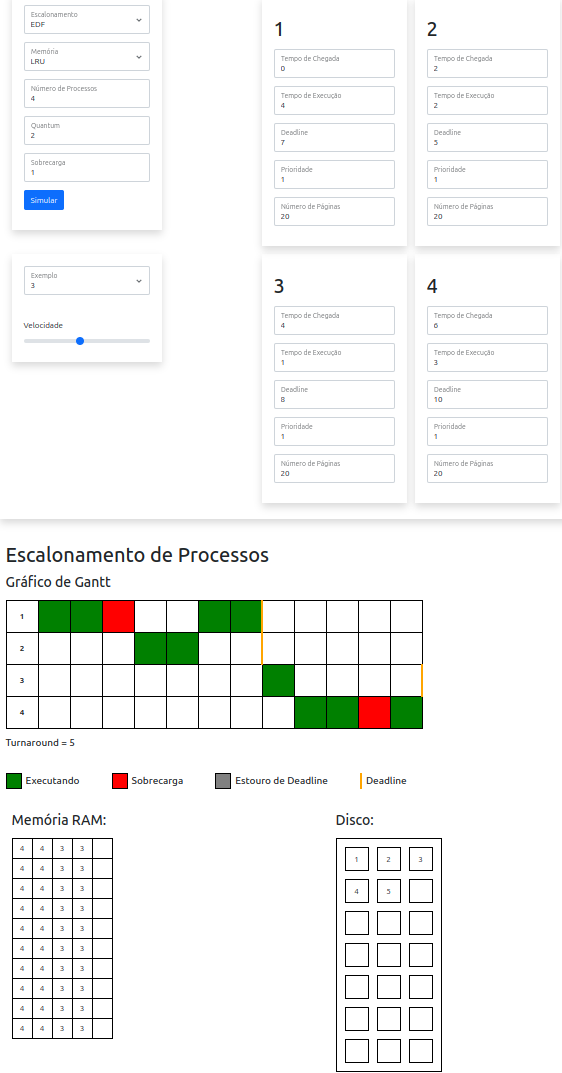 Escalonamento
EDF
Memória
LRU
Número de Processos
4
Quantum
2
Sobrecarga
1
Simular
Exemplo
3
Velocidade
1
Tempo de Chegada
0
Tempo de Execução
4
Deadline
7
Prioridade
1
Número de Páginas
20
2
Tempo de Chegada
2
Tempo de Execução
2
Deadline
5
Prioridade
1
Número de Páginas
20
3
Tempo de Chegada
4
Tempo de Execução
1
Deadline
8
Prioridade
1
Número de Páginas
20
4
Tempo de Chegada
6
Tempo de Execução
3
Deadline
10
Prioridade
1
Número de Páginas
20
Escalonamento de Processos
Gráfico de Gantt
1
2
3
4
Turnaround = 5
Executando Sobrecarga Estouro de Deadline Deadline
Memória RAM:
4 4 3 3
4 4 3 3
4 4 3 3
4 4 3 3
4 4 3 3
4 4 3 3
4 4 3 3
4 4 3 3
4 4 3 3
4 4 3 3
Disco:
1 2 3
4 5